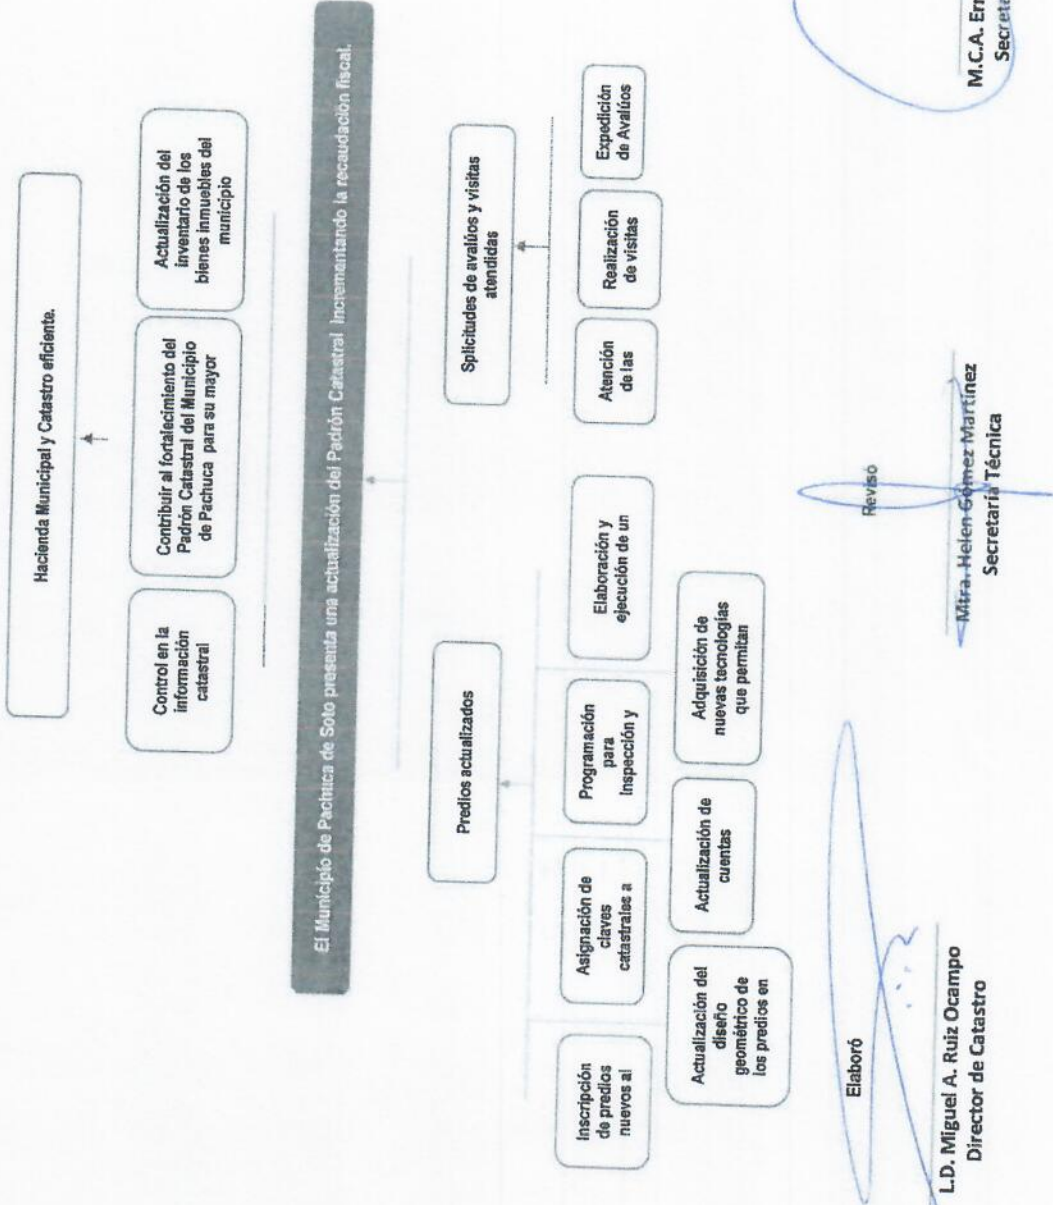 Hacienda Municipal y Catastro eficiente.
Control en la
información
catastral
Contribuir al fortalecimiento del
Padrón Catastral del Municipio
de Pachuca para su mayor
Actualización del
inventario de los
bienes inmuebles del
municipio
El Município de Pachuca de Soto presenta una actualización del Padrón Catastral incrementando la recaudación fiscal.
Predios actualizados
Splicitudes de avalúos y visitas
atendidas
Inscripción
de predios
nuevos al
Asignación de
claves
catastrales a
Programación
para
Inspección y
Elaboración y
ejecución de un
Atención
de las
Realización
de visitas
Expedición
de Avalúos
Actualización del
diseño
geométrico de
los predios en
Actualización de
cuentas
Adquisición de
nuevas tecnologías
que permitan
Elaboró
L.D. Miguel A. Ruiz Ocampo
Director de Catastro
Revisó
Mtra. Helen Gómez Martínez
Secretaría Técnica
M.C.A. Err
Secreta